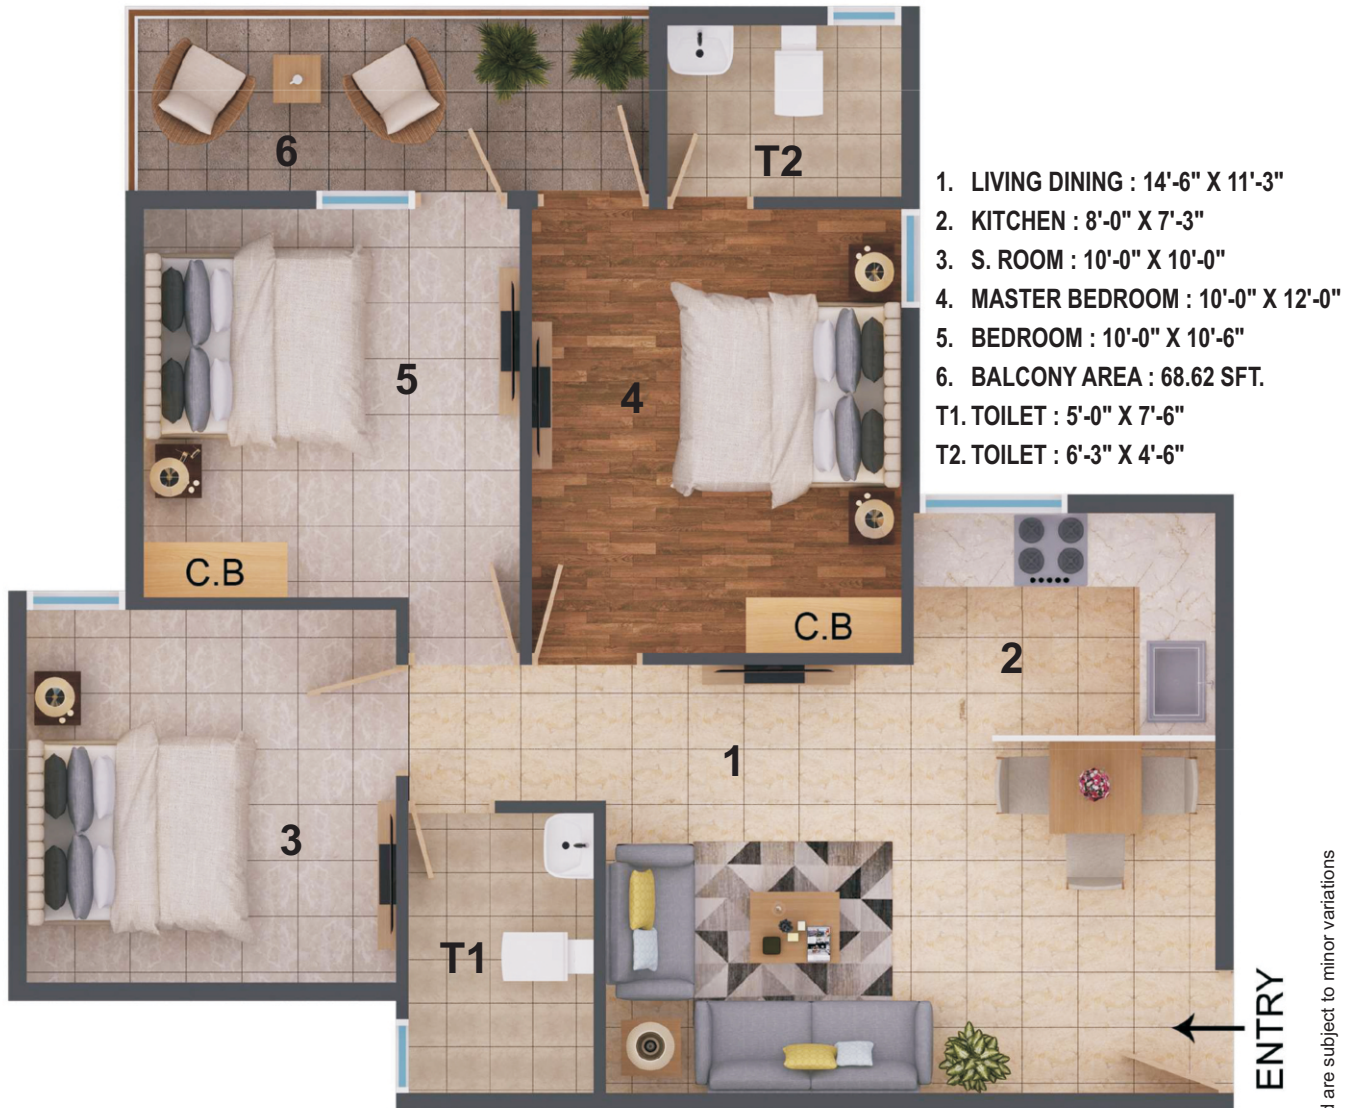 6
T2
1. LIVING DINING : 14'-6" X 11'-3"
2. KITCHEN : 8'-0" X 7'-3"
3. S. ROOM : 10'-0" X 10'-0"
4. MASTER BEDROOM : 10'-0" X 12'-0"
5. BEDROOM : 10'-0" X 10'-6"
6. BALCONY AREA : 68.62 SFT.
T1. TOILET : 5'-0" X 7'-6"
T2. TOILET : 6'-3" X 4'-6"
5
4
C.B
C.B
2
1
3
T1
ENTRY
are subject to minor variations